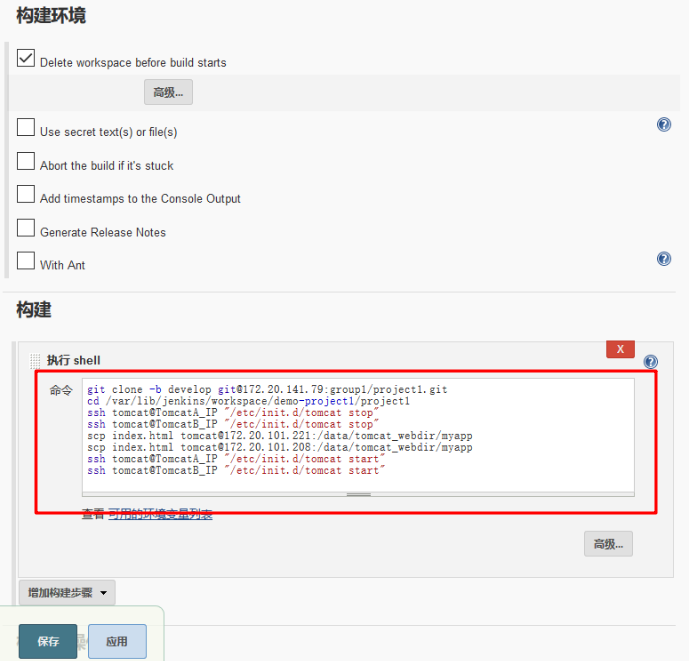 构建环境
Delete workspace before build starts
高级...
Use secret text(s) or file(s)
Abort the build if it's stuck
Add timestamps to the Console Output
Generate Release Notes
With Ant
构建
X
执行 shell
命令
git clone -b develop git@172.20.141.79:group1/project1.git
cd /var/lib/jenkins/workspace/demo-project1/project1
ssh tomcat@TomcatA_IP "/etc/init.d/tomcat stop"
ssh tomcat@TomcatB_IP "/etc/init.d/tomcat stop"
scp index.html tomcat@172.20.101.221:/data/tomcat_webdir/myapp
scp index.html tomcat@172.20.101.208:/data/tomcat_webdir/myapp
ssh tomcat@TomcatA_IP "/etc/init.d/tomcat start"
ssh tomcat@TomcatB_IP "/etc/init.d/tomcat start"
查看 可用的环境变量列表
高级...
增加构建步骤
保存 应用